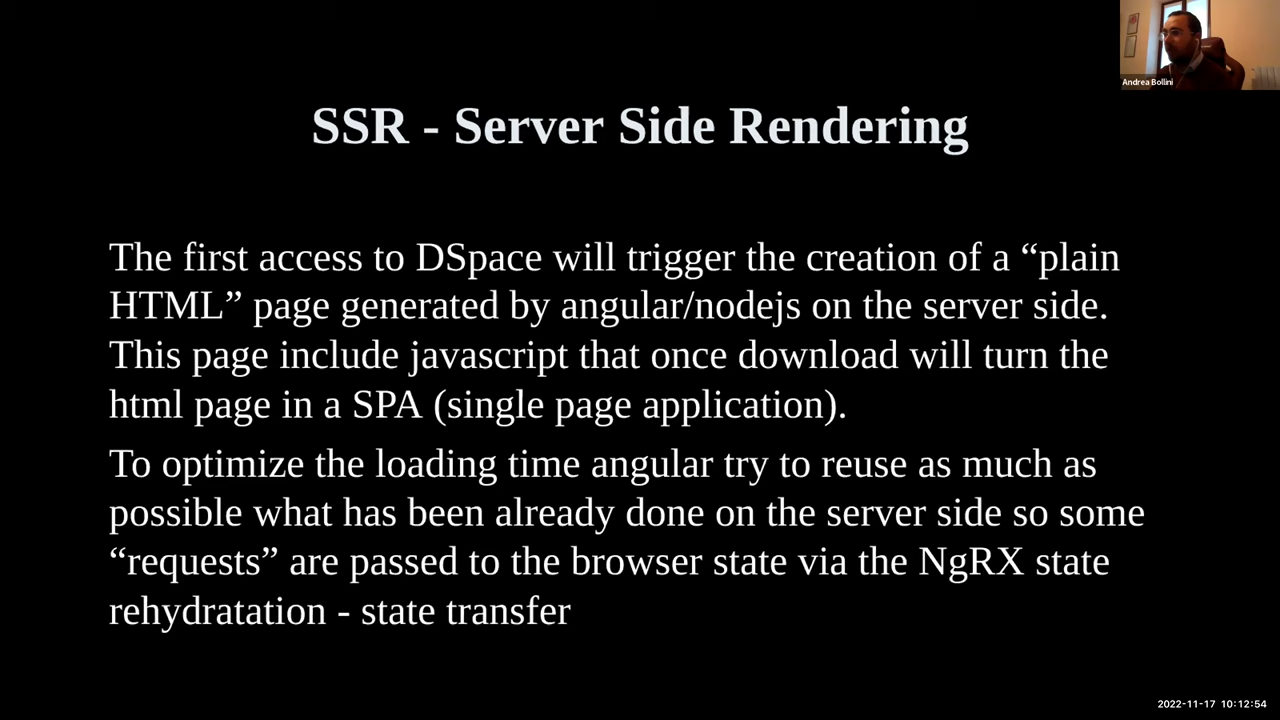 Andrea Bollini
SSR - Server Side Rendering
The first access to DSpace will trigger the creation of a “plain
HTML” page generated by angular/nodejs on the server side.
This page include javascript that once download will turn the
html page in a SPA (single page application).
To optimize the loading time angular try to reuse as much as
possible what has been already done on the server side so some
“requests” are passed to the browser state via the NgRX state
rehydratation - state transfer
2022-11-17 10:12:54